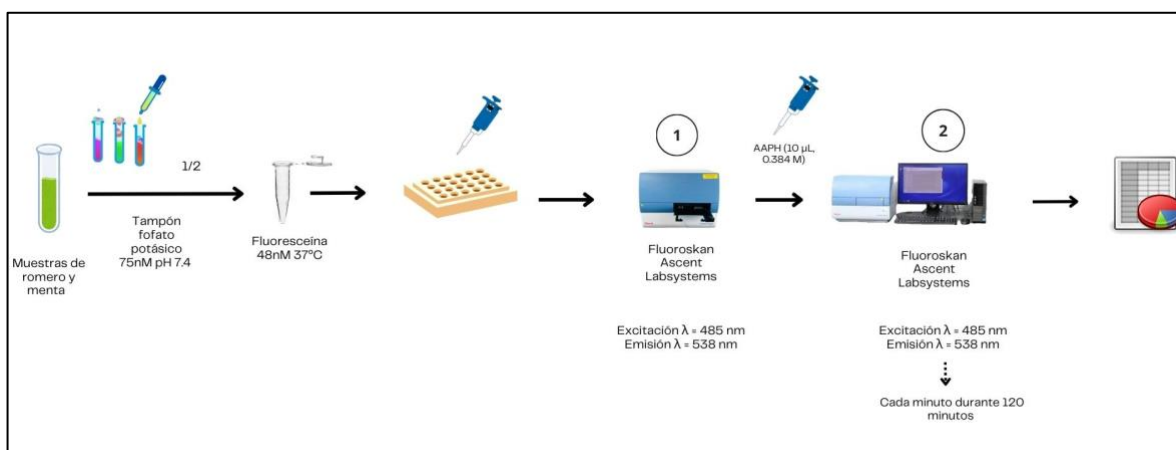 Muestras de
romero y
menta
1/2
Tampón
fofato
potásico
75nM pH 7.4
Fluoresceína
48nM 37ºC
1
Fluoroskan
Ascent
Labsystems
Excitación λ = 485 nm
Emisión λ = 538 nm
AAPH (10 µL,
0.384 M)
2
Fluoroskan
Ascent
Labsystems
Excitación λ = 485 nm
Emisión λ = 538 nm
Cada minuto durante 120
minutos